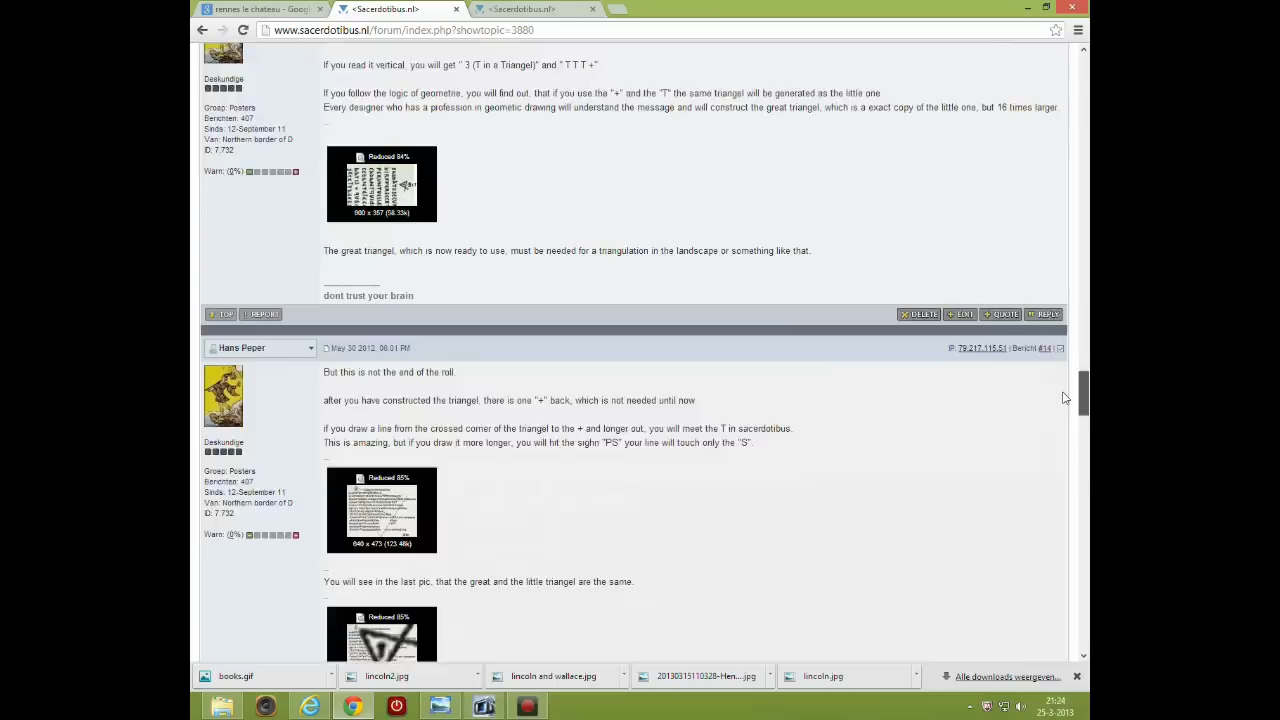 rennes le chateau - Goog
<Sacerdotibus.nl>
<Sacerdotibus.nl>
www.sacerdotibus.nl/forum/index.php?showtopic=3880
If you read it vertical, you will get " 3 (T in a Triangel)" and " T T T +"
Deskundige
If you follow the logic of geometrie, you will find out, that if you use the "+" and the "T" the same triangel will be generated as the little one
Every designer who has a profession in geometic drawing will understand the message and will construct the great triangel, which is a exact copy of the little one, but 16 times larger.
..
Groep: Posters
Berichten: 407
Sinds: 12-September 11
Van: Northern border of D
ID: 7.732
Warn: (0%)
Reduced 84%
600 x 357 (58.33k)
The great triangel, which is now ready to use, must be needed for a triangulation in the landscape or something like that.
--------------------
dont trust your brain
TOP
! REPORT
DELETE
EDIT
QUOTE
REPLY
Hans Peper
May 30 2012, 06:01 PM
IP: 79.217.115.51 | Bericht #14 |
But this is not the end of the roll.
after you have constructed the triangel, there is one "+" back, which is not needed until now
if you draw a line from the crossed corner of the triangel to the + and longer out, you will meet the T in sacerdotibus.
This is amazing, but if you draw it more longer, you will hit the sighn "PS" your line will touch only the "S".
..
Deskundige
Groep: Posters
Berichten: 407
Sinds: 12-September 11
Van: Northern border of D
ID: 7.732
Warn: (0%)
Reduced 85%
640 x 473 (123.48k)
..
You will see in the last pic, that the great and the little triangel are the same.
..
Reduced 85%
books.gif
lincoln2.jpg
lincoln and wallace.jpg
20130315110328-Hen....jpg
lincoln.jpg
Alle downloads weergeven...
21:24
25-3-2013